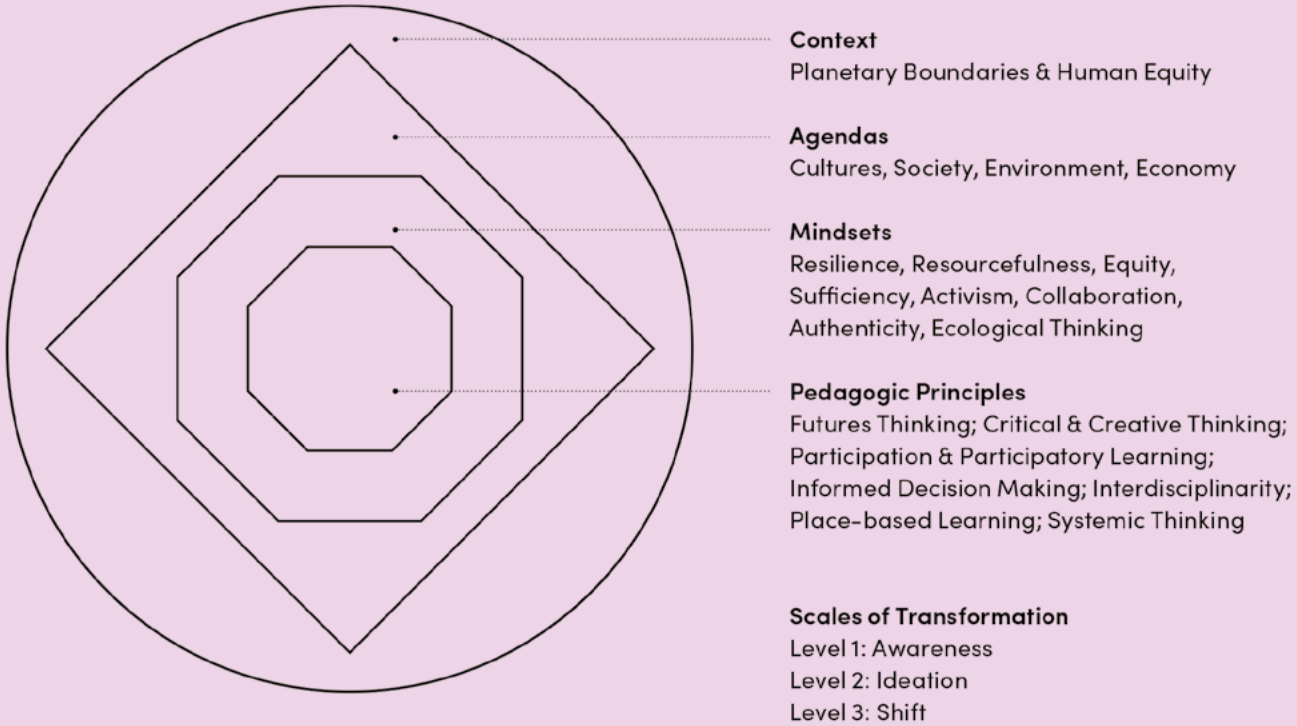 Context
Planetary Boundaries & Human Equity
Agendas
Cultures, Society, Environment, Economy
Mindsets
Resilience, Resourcefulness, Equity,
Sufficiency, Activism, Collaboration,
Authenticity, Ecological Thinking
Pedagogic Principles
Futures Thinking; Critical & Creative Thinking;
Participation & Participatory Learning;
Informed Decision Making; Interdisciplinarity;
Place-based Learning; Systemic Thinking
Scales of Transformation
Level 1: Awareness
Level 2: Ideation
Level 3: Shift